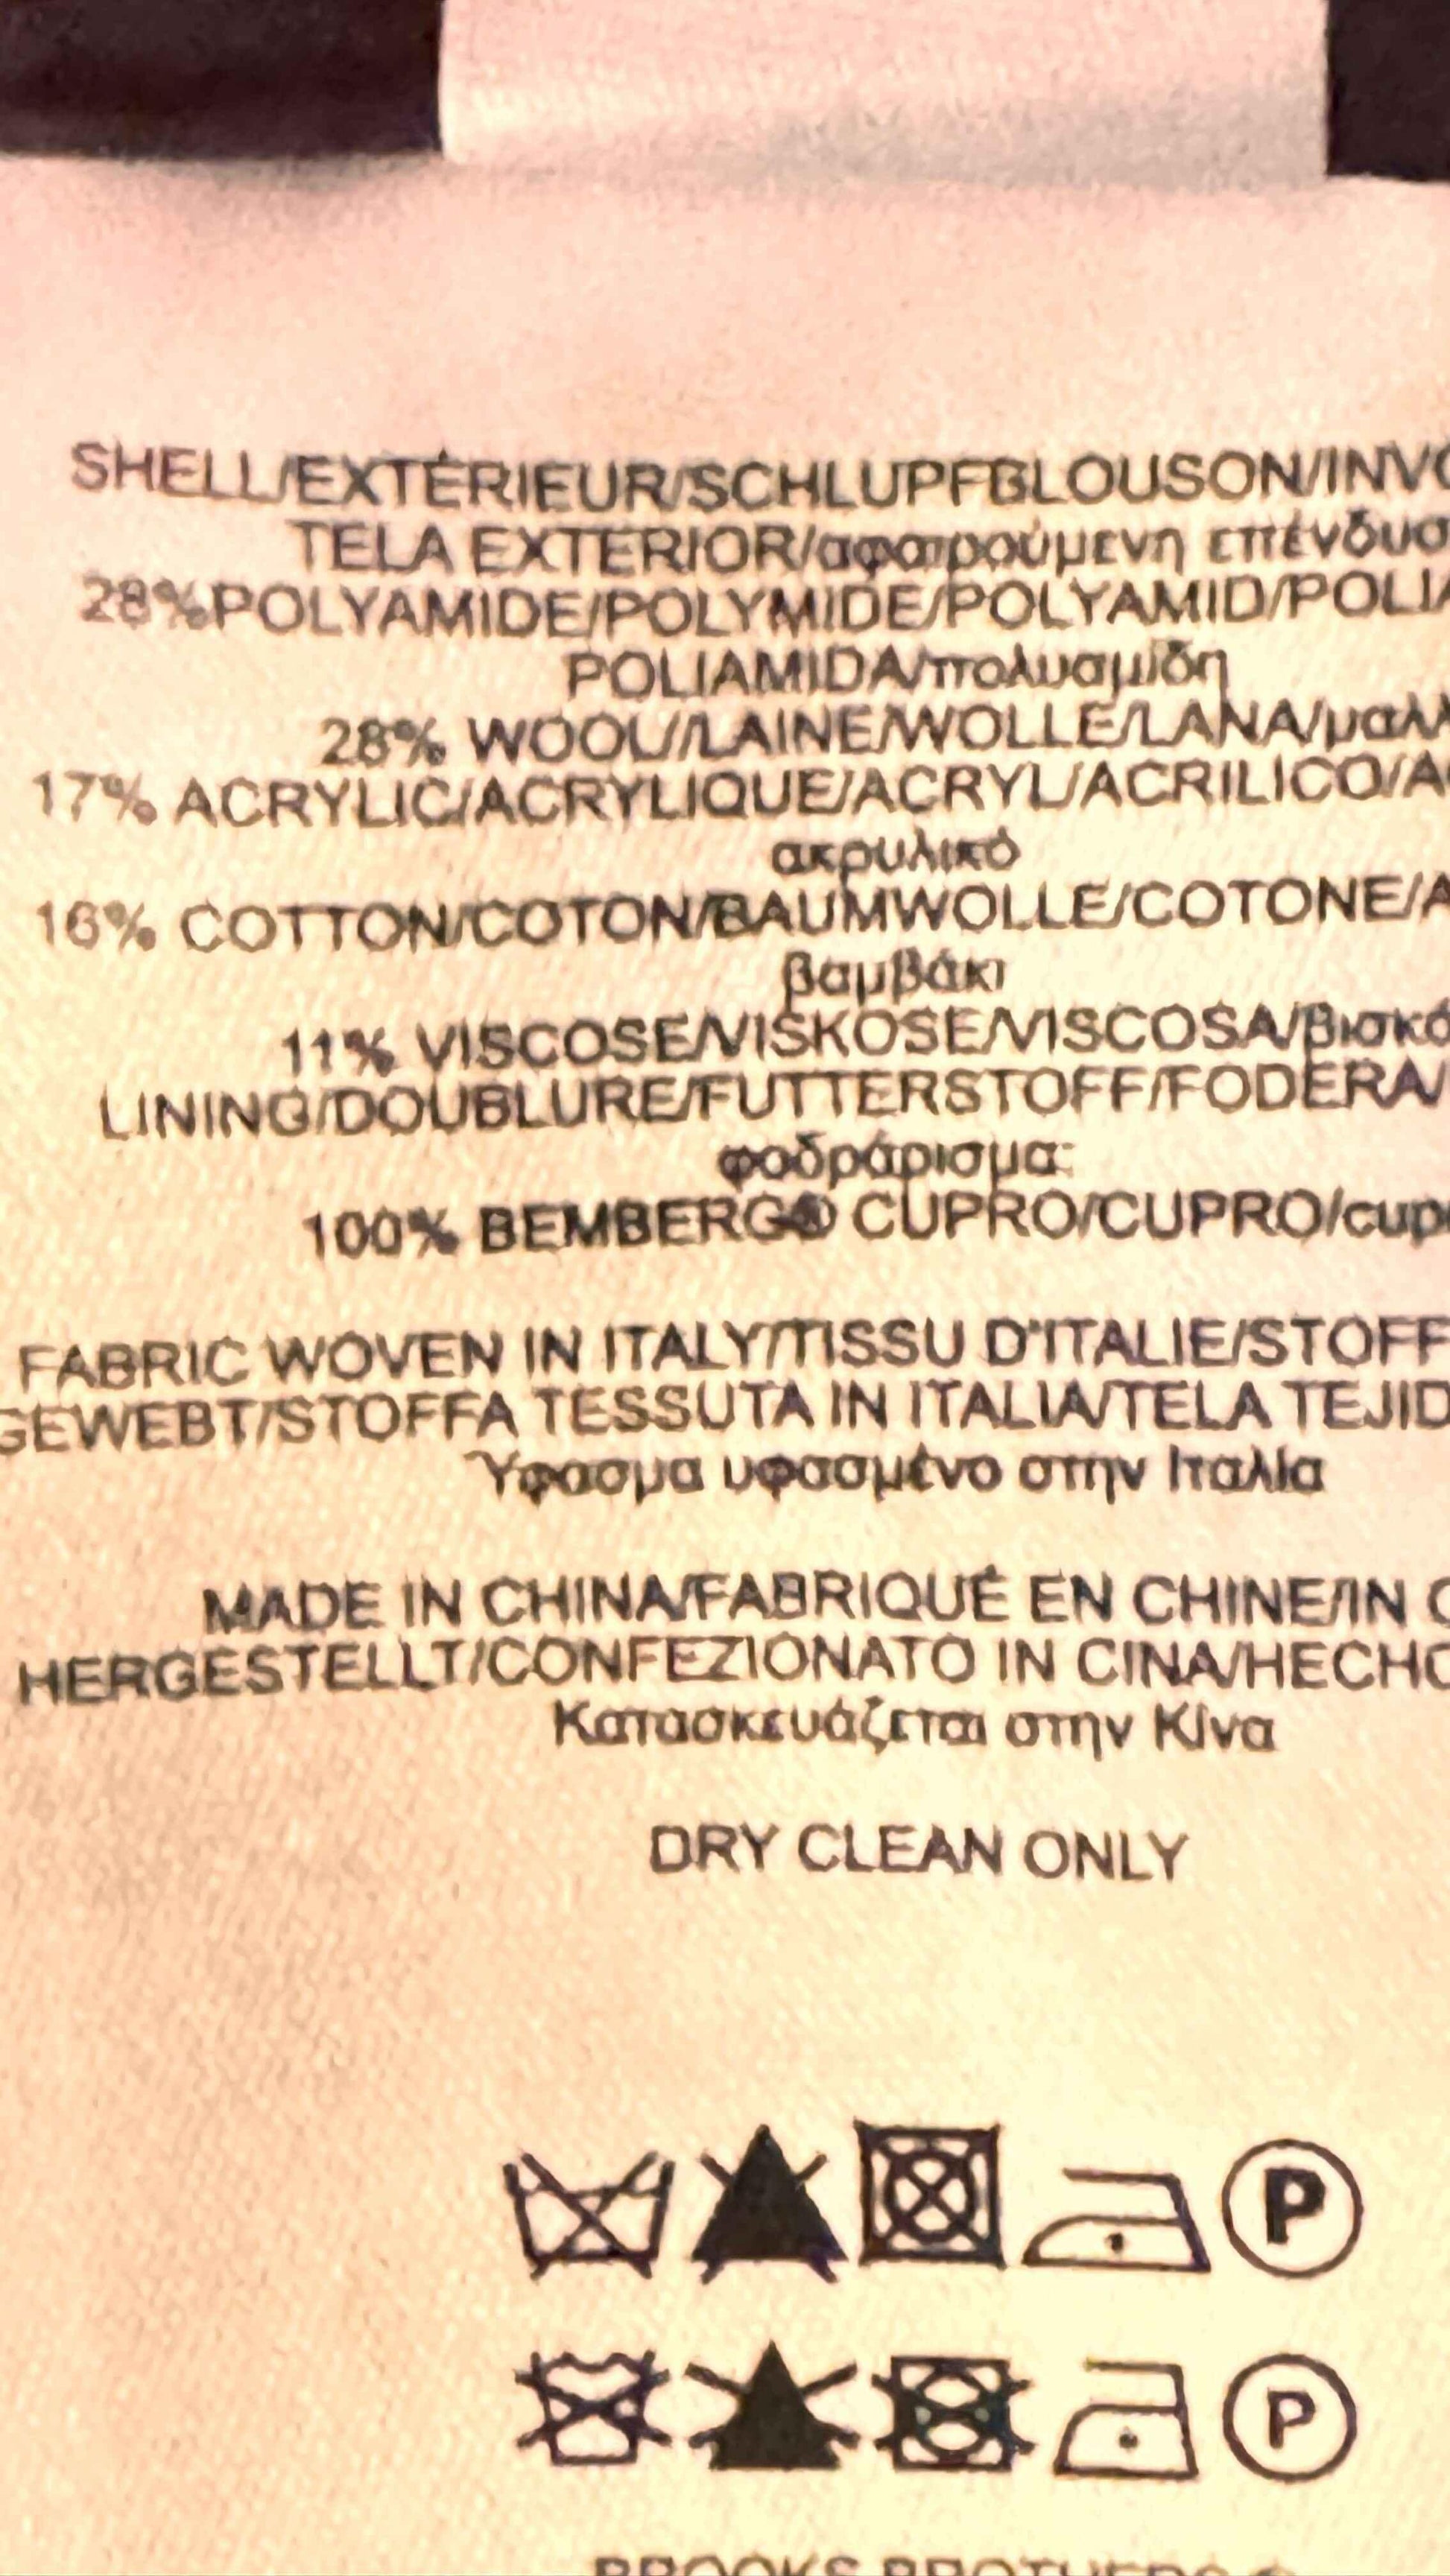 SHELL/EXTÉRIEUR/SCHLUPFBLOUSON/INVO
TELA EXTERIOR/αφαιρούμενη επένδυσ
28%POLYAMIDE/POLYMIDE/POLYAMID/POLIA
POLIAMIDA/πολυαμίδη
28% WOOL//LAINE/WOLLE/LANA/μαλλ
17% ACRYLIC/ACRYLIQUE/ACRYL/ACRILICO/A
ακρυλικό
16% COTTON/COTON/BAUMWOLLE/COTONE/A
βαμβάκι
11% VISCOSE/VISKOSE/VISCOSA/βισκό
LINING/DOUBLURE/FUTTERSTOFF/FODERA/
φοδράρισμα:
100% BEMBERG® CUPRO/CUPRO/cup
FABRIC WOVEN IN ITALY/TISSU D'ITALIE/STOFF
GEWEBT/STOFFA TESSUTA IN ITALIA/TELA TEJID
Ύφασμα υφασμένο στην Ιταλία
MADE IN CHINA/FABRIQUÉ EN CHINE/IN C
HERGESTELLT/CONFEZIONATO IN CINA/HECHO
Κατασκευάζεται στην Κίνα
DRY CLEAN ONLY
P
P
BROOKS BROTHERS